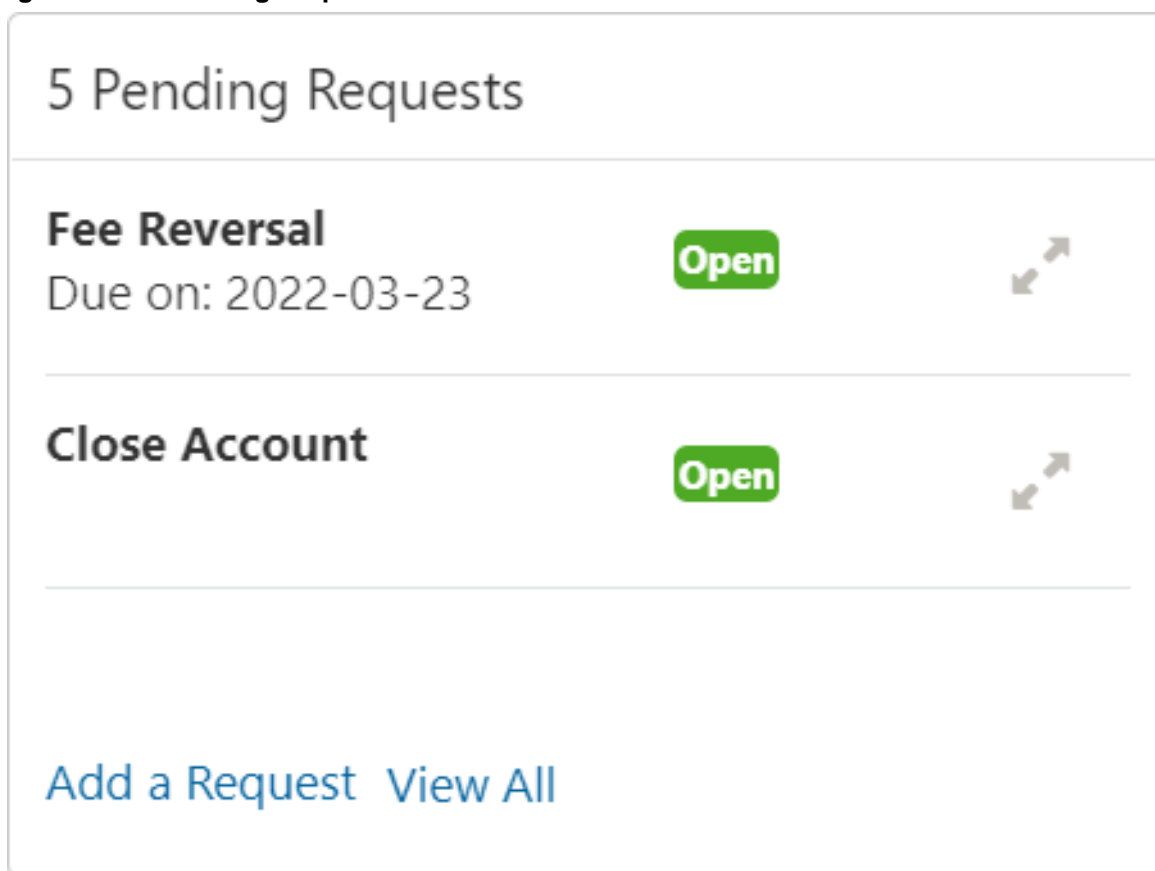 5 Pending Requests
Fee Reversal
Open
Due on: 2022-03-23
Close Account
Open
Add a Request View All